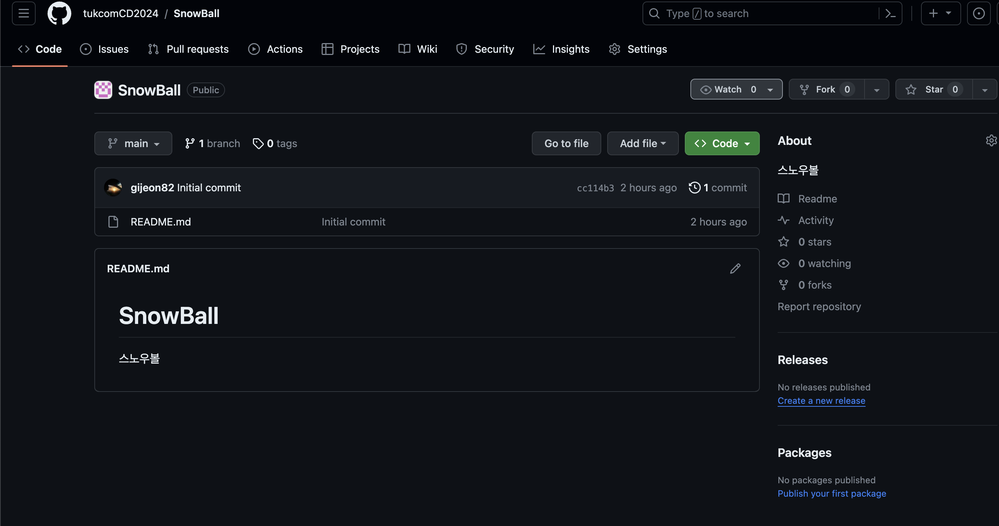 tukcomCD2024 / SnowBall
Type / to search
Code Issues Pull requests Actions Projects Wiki Security Insights Settings
SnowBall Public
Watch 0 Fork 0 Star 0
main 1 branch 0 tags
Go to file Add file Code
gijeon82 Initial commit cc114b3 2 hours ago 1 commit
README.md Initial commit 2 hours ago
README.md
SnowBall
스노우볼
About
스노우볼
Readme
Activity
0 stars
0 watching
0 forks
Report repository
Releases
No releases published
Create a new release
Packages
No packages published
Publish your first package